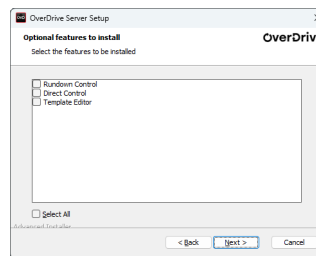 OverDrive Server Setup
Optional features to install
OverDriv
Select the features to be installed
Rundown Control
Direct Control
Template Editor
Select All
Advanced Installer
< Back
Next >
Cancel